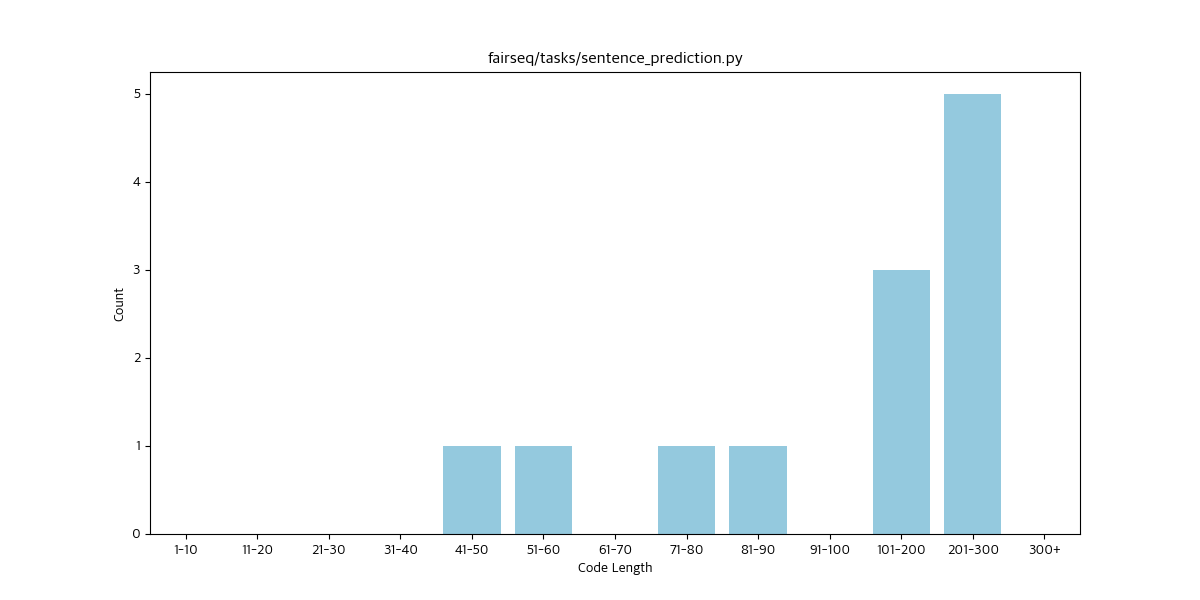 fairseq/tasks/sentence_prediction.py
5
4
3
2
1
0
Count
1-10 11-20 21-30 31-40 41-50 51-60 61-70 71-80 81-90 91-100 101-200 201-300 300+
Code Length